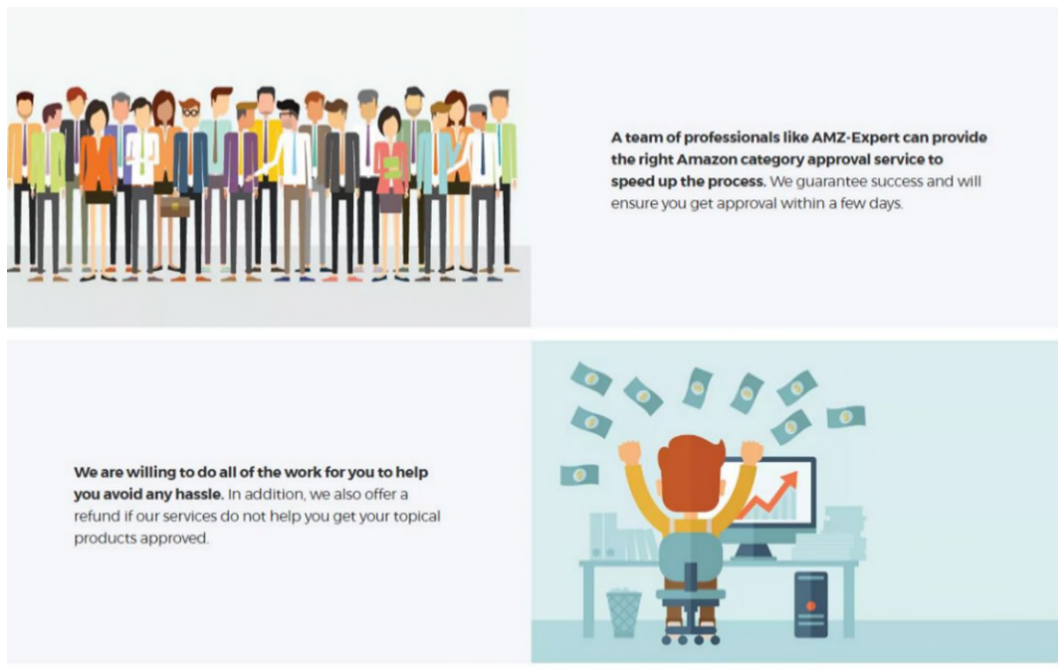 A team of professionals like AMZ-Expert can provide
the right Amazon category approval service to
speed up the process. We guarantee success and will
ensure you get approval within a few days.
We are willing to do all of the work for you to help
you avoid any hassle. In addition, we also offer a
refund if our services do not help you get your topical
products approved.